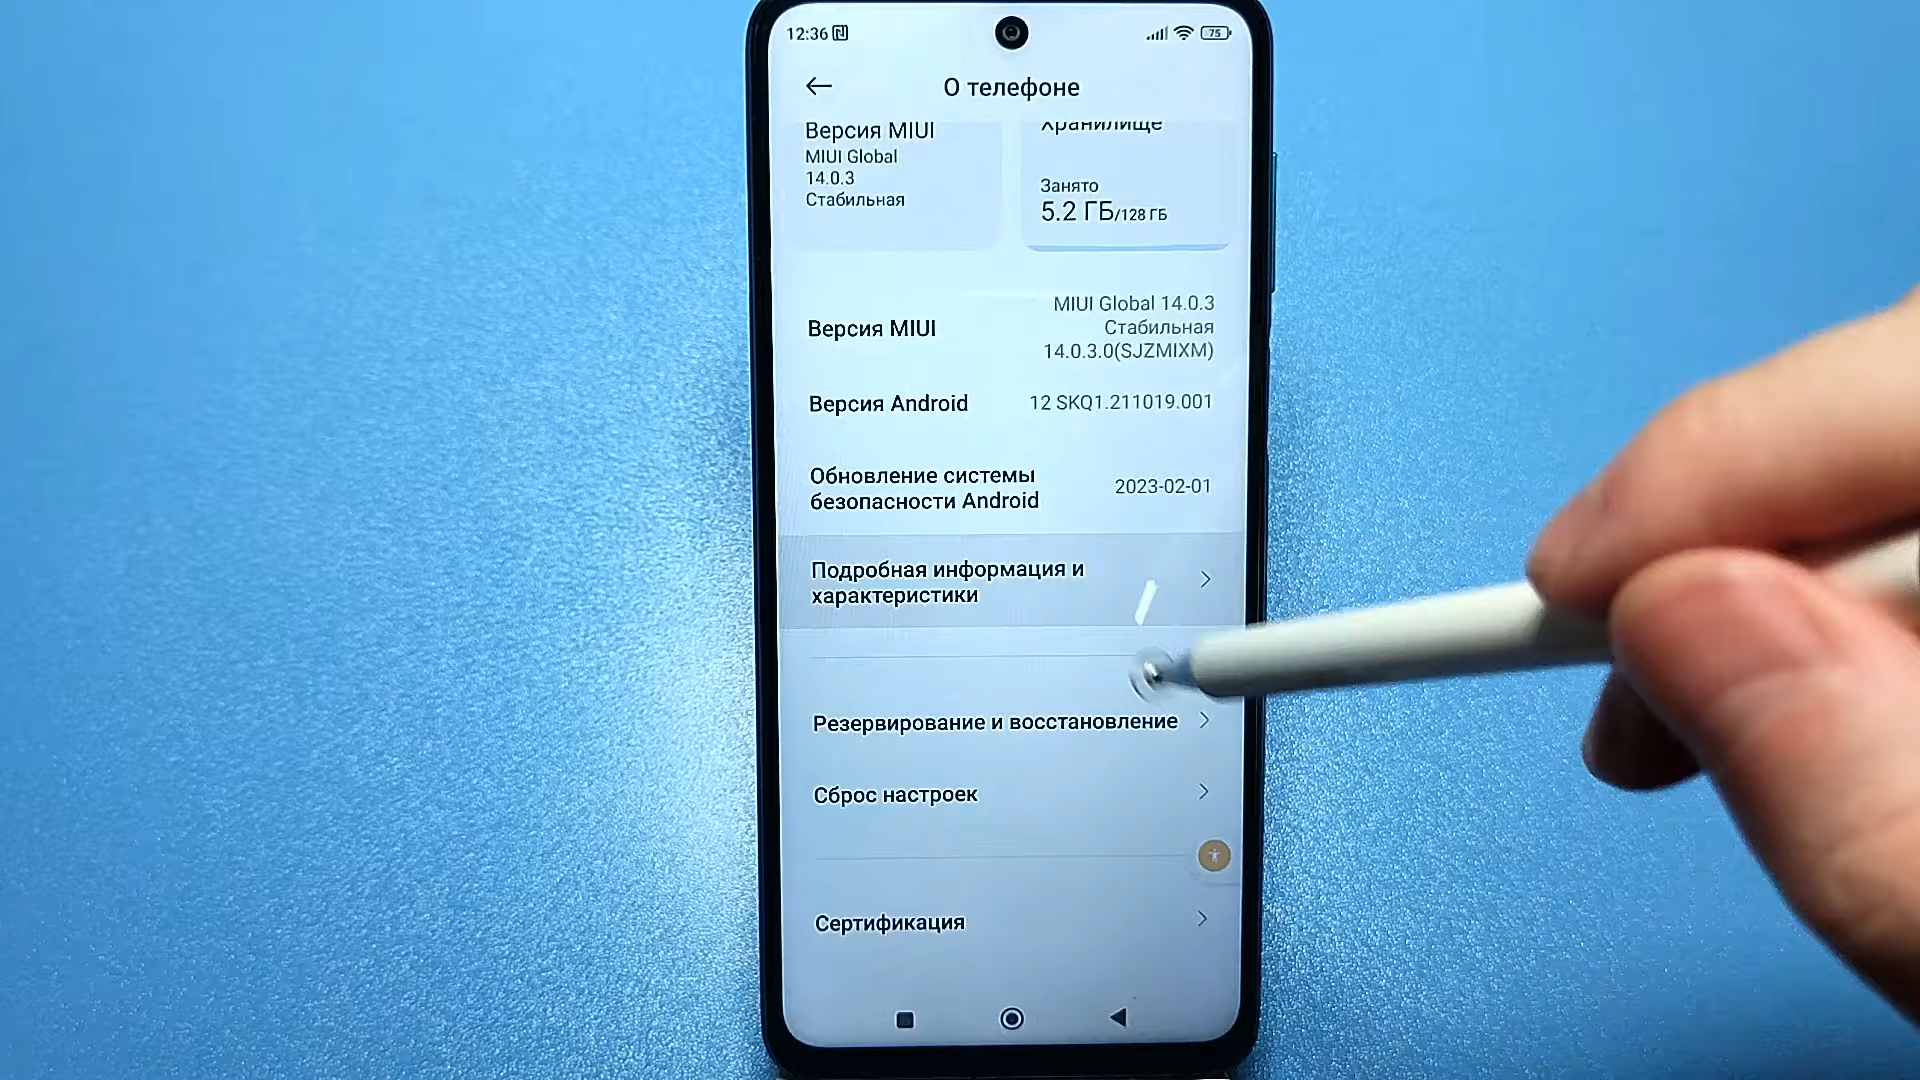 12:36
75
О телефоне
Версия MIUI
MIUI Global
14.0.3
Стабильная
Хранилище
Занято
5.2 ГБ/128 ГБ
Версия MIUI
MIUI Global 14.0.3
Стабильная
14.0.3.0(SJZMIXM)
Версия Android
12 SKQ1.211019.001
Обновление системы
безопасности Android
2023-02-01
Подробная информация и
характеристики
Резервирование и восстановление
Сброс настроек
Сертификация